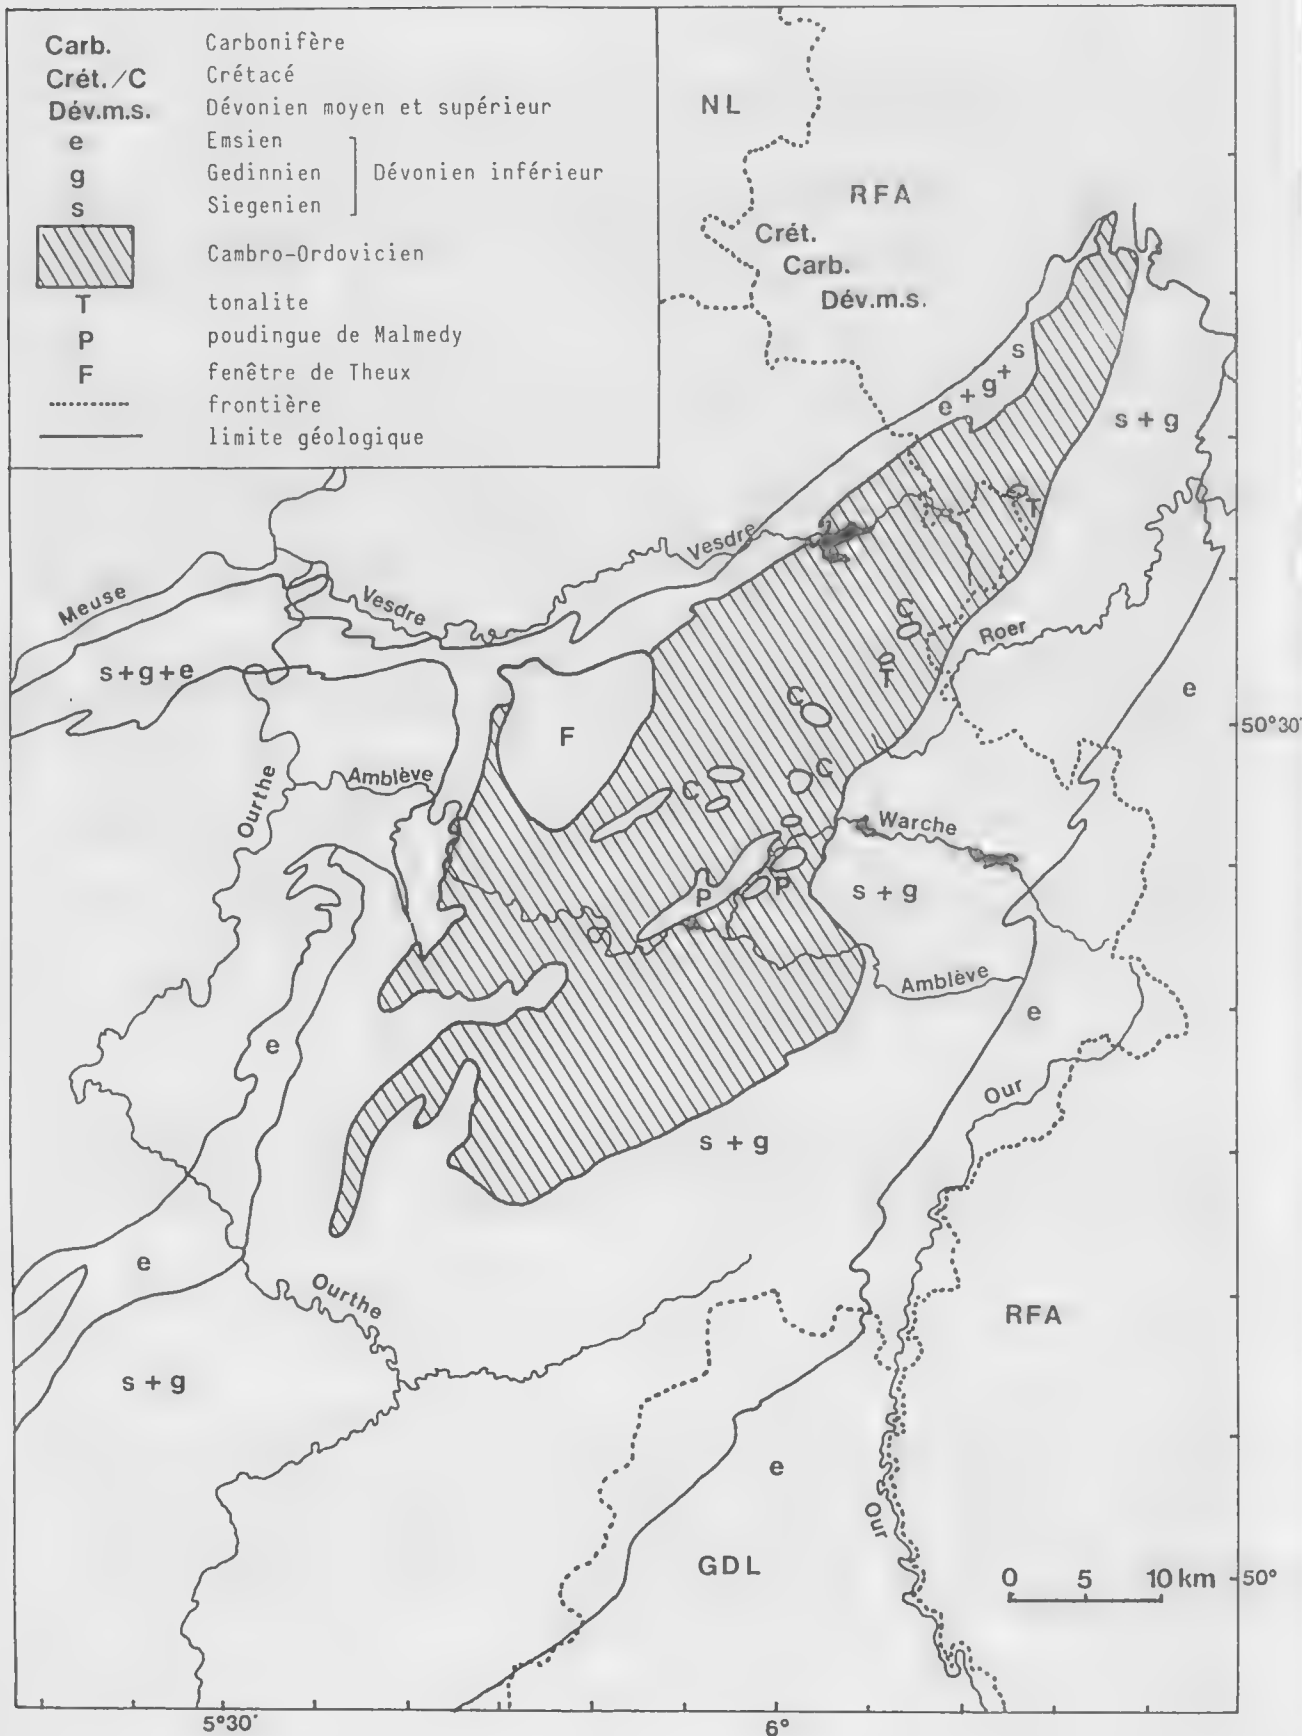 Carb. Carbonifère
Crét./C Crétacé
Dév.m.s. Dévonien moyen et supérieur
e Emsien
g Gedinnien
Dévonien inférieur
s Siegenien
Cambro-Ordovicien
T tonalite
P poudingue de Malmedy
F fenêtre de Theux
frontière
limite géologique
NL
RFA
Crét.
Carb.
Dév.m.s.
e + g + s
s + g
T
Vesdre
Meuse
Vesdre
C
Roer
s+g+e
T
e
C
50°30'
F
Amblève
C
C
Ourthe
Warche
P
P
s + g
Amblève
e
e
Our
s + g
e
Ourthe
RFA
s + g
e
Our
GDL
0 5 10 km
50°
5°30'
6°